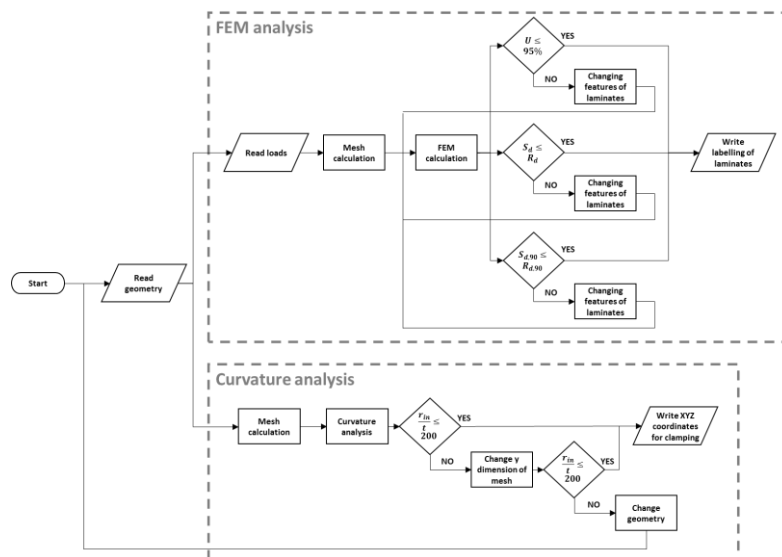 FEM analysis
U ≤
95%
YES
NO
Changing
features of
laminates
Read loads
Mesh
calculation
FEM
calculation
S_d ≤
R_d
YES
NO
Changing
features of
laminates
Write
labelling of
laminates
S_d.90 ≤
R_d.90
YES
NO
Changing
features of
laminates
Start
Read
geometry
Curvature analysis
Mesh
calculation
Curvature
analysis
r_in/t ≤
200
YES
NO
Change y
dimension of
mesh
r_in/t ≤
200
YES
NO
Write XYZ
coordinates
for clamping
Change
geometry